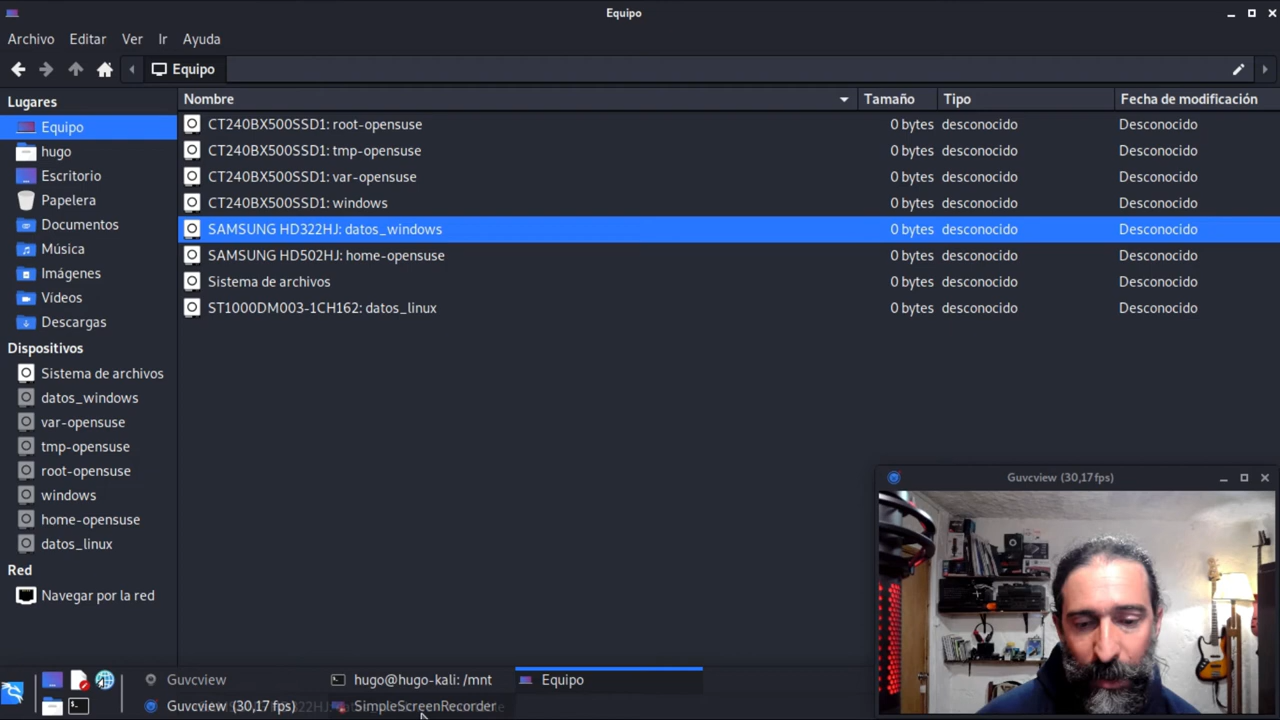 Equipo
Archivo Editar Ver Ir Ayuda
Equipo
Lugares
Equipo
hugo
Escritorio
Papelera
Documentos
Música
Imágenes
Vídeos
Descargas
Dispositivos
Sistema de archivos
datos_windows
var-opensuse
tmp-opensuse
root-opensuse
windows
home-opensuse
datos_linux
Red
Navegar por la red
Nombre Tamaño Tipo Fecha de modificación
CT240BX500SSD1: root-opensuse 0 bytes desconocido Desconocido
CT240BX500SSD1: tmp-opensuse 0 bytes desconocido Desconocido
CT240BX500SSD1: var-opensuse 0 bytes desconocido Desconocido
CT240BX500SSD1: windows 0 bytes desconocido Desconocido
SAMSUNG HD322HJ: datos_windows 0 bytes desconocido Desconocido
SAMSUNG HD502HJ: home-opensuse 0 bytes desconocido Desconocido
Sistema de archivos 0 bytes desconocido Desconocido
ST1000DM003-1CH162: datos_linux 0 bytes desconocido Desconocido
Guvcview (30,17 fps)
Guvcview hugo@hugo-kali: /mnt Equipo
Guvcview (30,17 fps) SimpleScreenRecorder